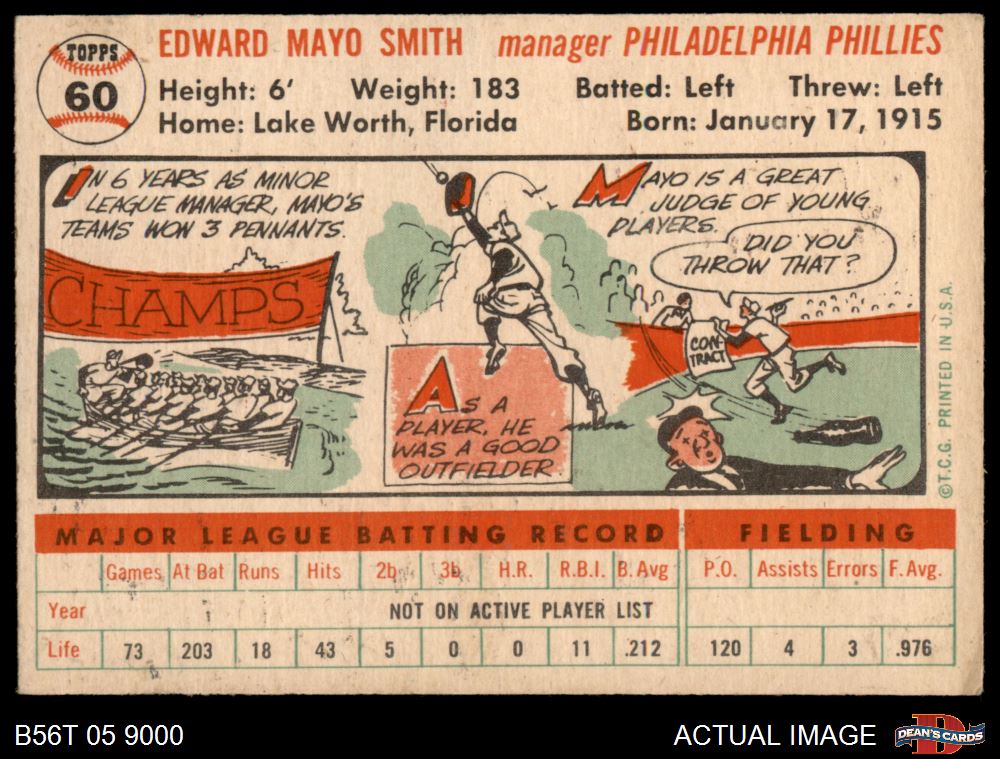 TOPPS
60
EDWARD MAYO SMITH manager PHILADELPHIA PHILLIES
Height: 6' Weight: 183 Batted: Left Threw: Left
Home: Lake Worth, Florida Born: January 17, 1915
IN 6 YEARS AS MINOR
LEAGUE MANAGER, MAYO'S
TEAMS WON 3 PENNANTS.
CHAMPS
AS A
PLAYER, HE
WAS A GOOD
OUTFIELDER
MAYO IS A GREAT
JUDGE OF YOUNG
PLAYERS.
DID YOU
THROW THAT?
CON-
TRACT
©T.C.G. PRINTED IN U.S.A.
MAJOR LEAGUE BATTING RECORD FIELDING
Games At Bat Runs Hits 2b 3b H.R. R.B.I. B. Avg P.O. Assists Errors F. Avg.
Year NOT ON ACTIVE PLAYER LIST
Life 73 203 18 43 5 0 0 11 .212 120 4 3 .976
B56T 05 9000 ACTUAL IMAGE DEAN'S CARDS